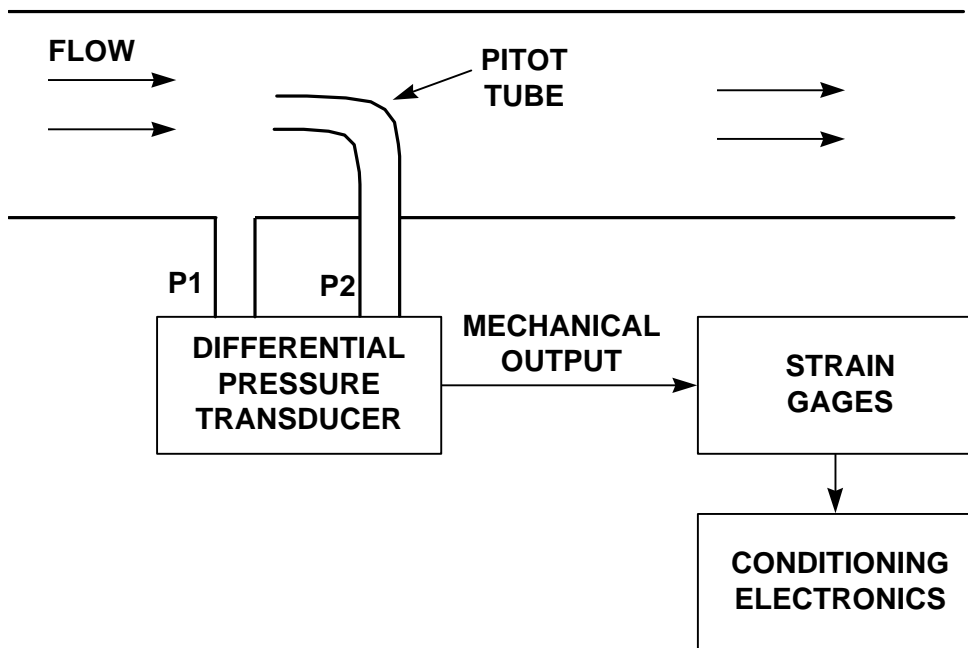 FLOW
PITOT
TUBE
P1
P2
DIFFERENTIAL
PRESSURE
TRANSDUCER
MECHANICAL
OUTPUT
STRAIN
GAGES
CONDITIONING
ELECTRONICS